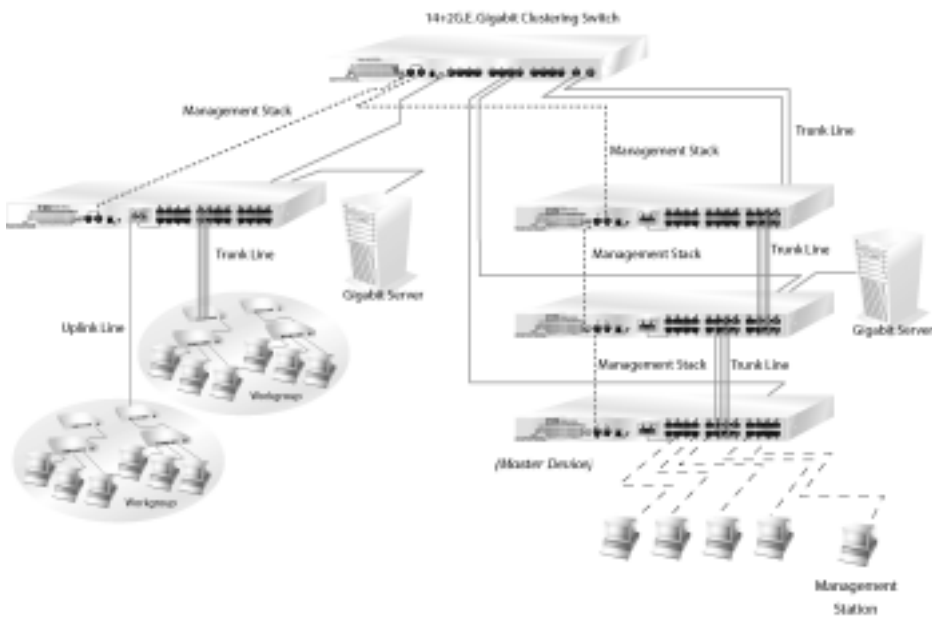 14+2G.E. Gigabit Clustering Switch
Management Stack
Trunk Line
Management Stack
Trunk Line
Management Stack
Trunk Line
Gigabit Server
Gigabit Server
Uplink Line
Management Stack
Trunk Line
Workgroup
(Master Device)
Workgroup
Management
Station